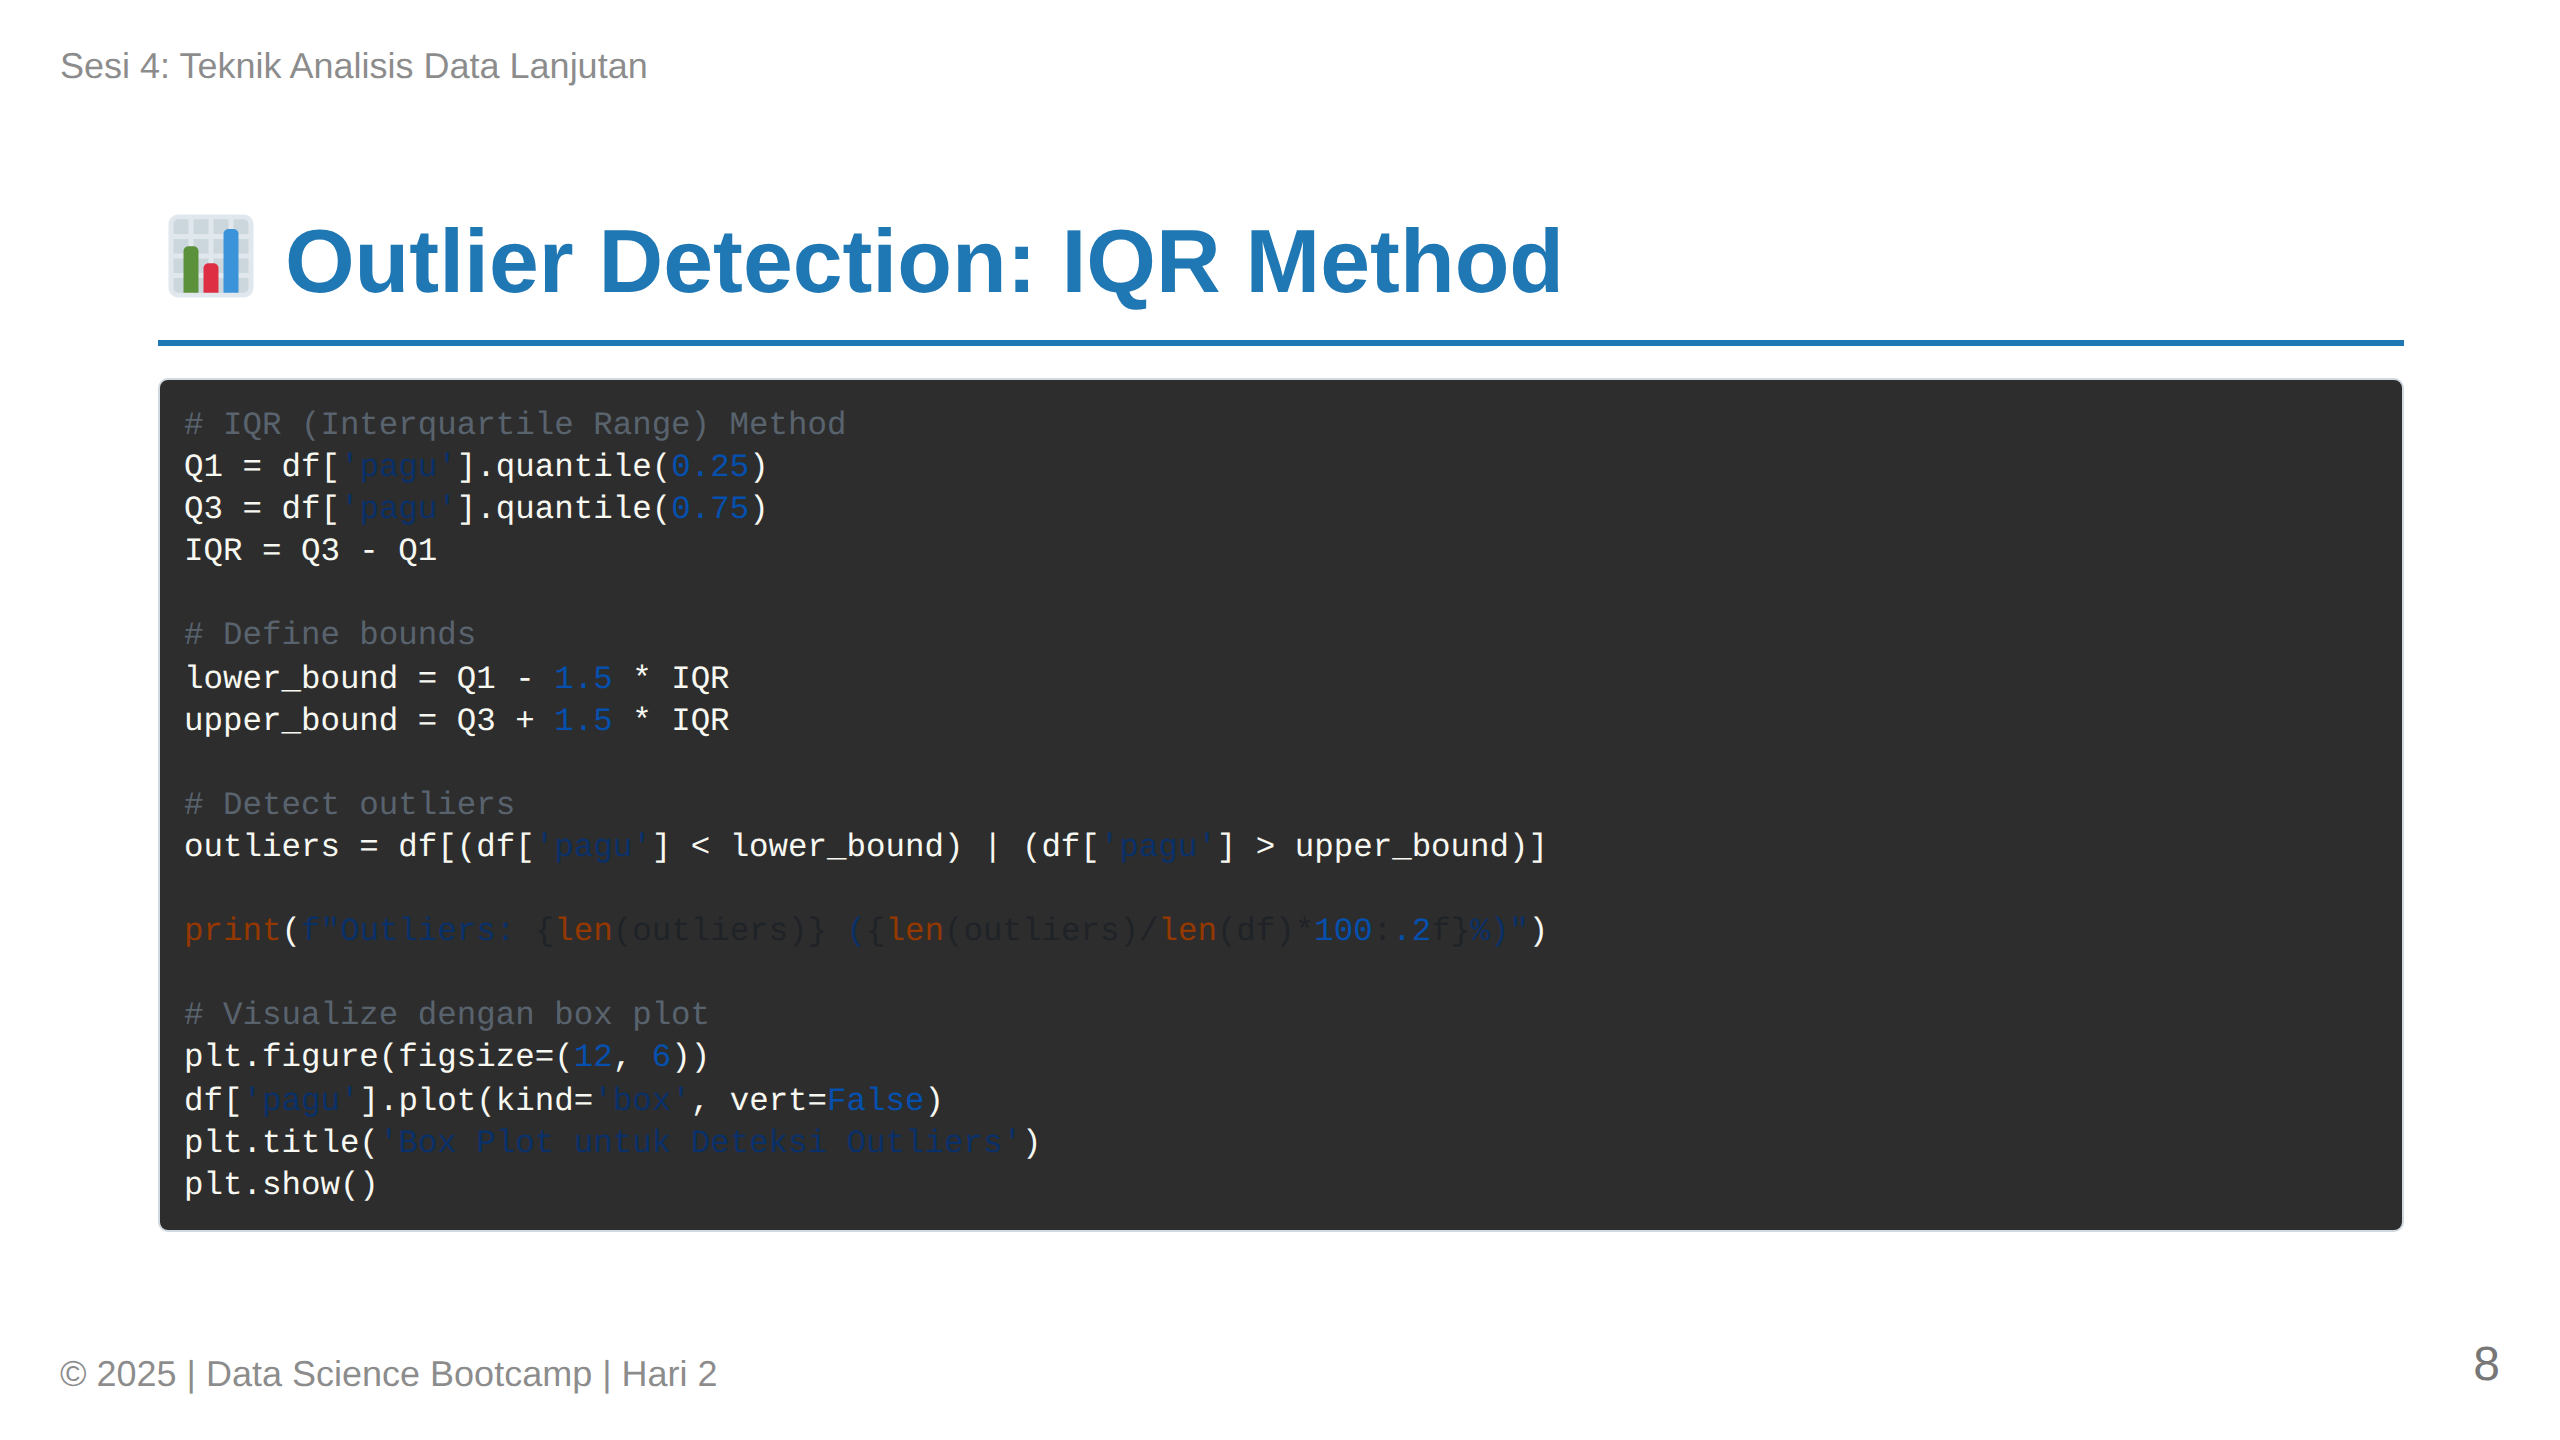 Sesi 4: Teknik Analisis Data Lanjutan
Outlier Detection: IQR Method
# IQR (Interquartile Range) Method
Q1 = df['pagu'].quantile(0.25)
Q3 = df['pagu'].quantile(0.75)
IQR = Q3 - Q1
# Define bounds
lower_bound = Q1 - 1.5 * IQR
upper_bound = Q3 + 1.5 * IQR
# Detect outliers
outliers = df[(df['pagu'] < lower_bound) | (df['pagu'] > upper_bound)]
print(f"Outliers: {len(outliers)} ({len(outliers)/len(df)*100:.2f}%)")
# Visualize dengan box plot
plt.figure(figsize=(12, 6))
df['pagu'].plot(kind='box', vert=False)
plt.title('Box Plot untuk Deteksi Outliers')
plt.show()
© 2025 | Data Science Bootcamp | Hari 2
8